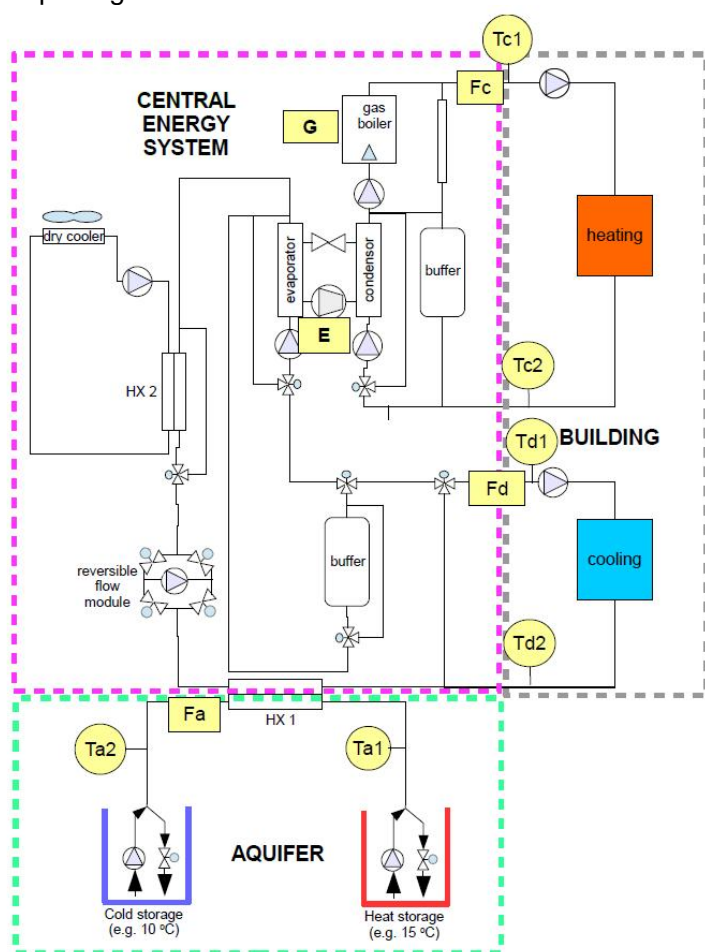 Tc1
CENTRAL
ENERGY
SYSTEM
G
gas
boiler
Fc
dry cooler
evaporator
condensor
buffer
heating
E
HX 2
Tc2
Td1
BUILDING
Fd
reversible
flow
module
buffer
cooling
Td2
Fa
HX 1
Ta2
Ta1
AQUIFER
Cold storage
(e.g. 10 ºC)
Heat storage
(e.g. 15 ºC)